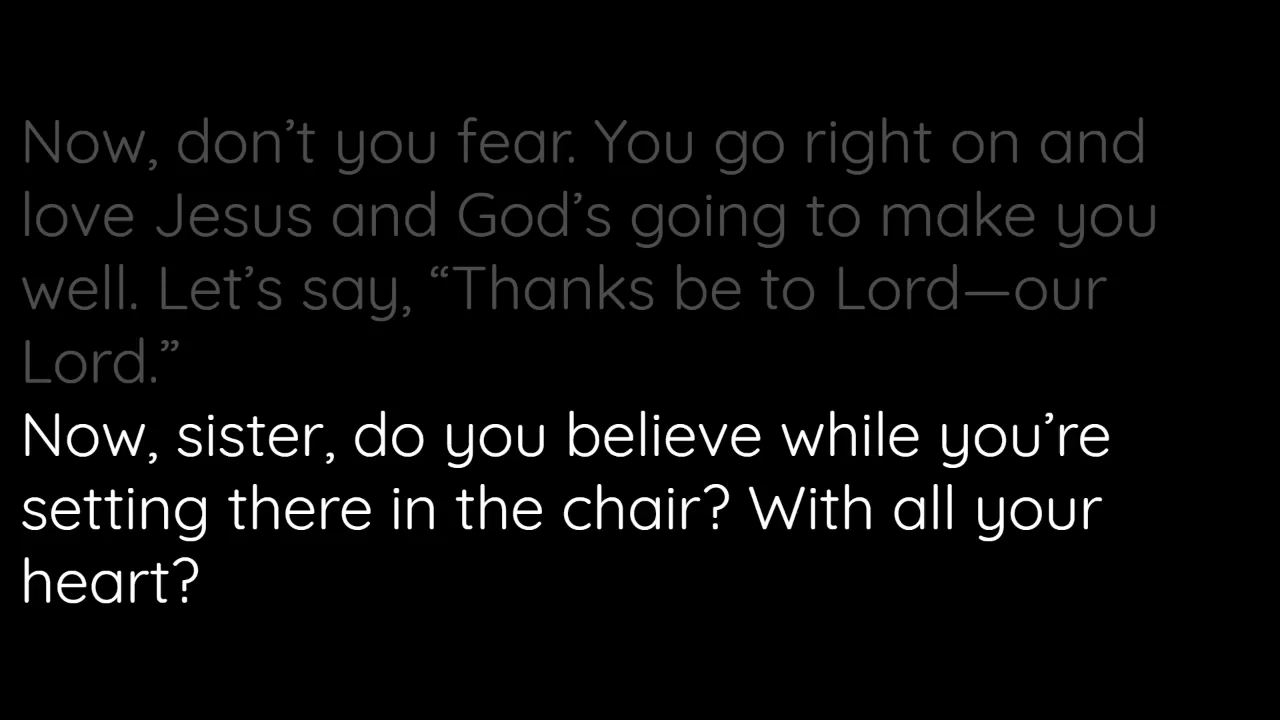 Now, don’t you fear. You go right on and
love Jesus and God’s going to make you
well. Let’s say, “Thanks be to Lord—our
Lord.”
Now, sister, do you believe while you’re
setting there in the chair? With all your
heart?